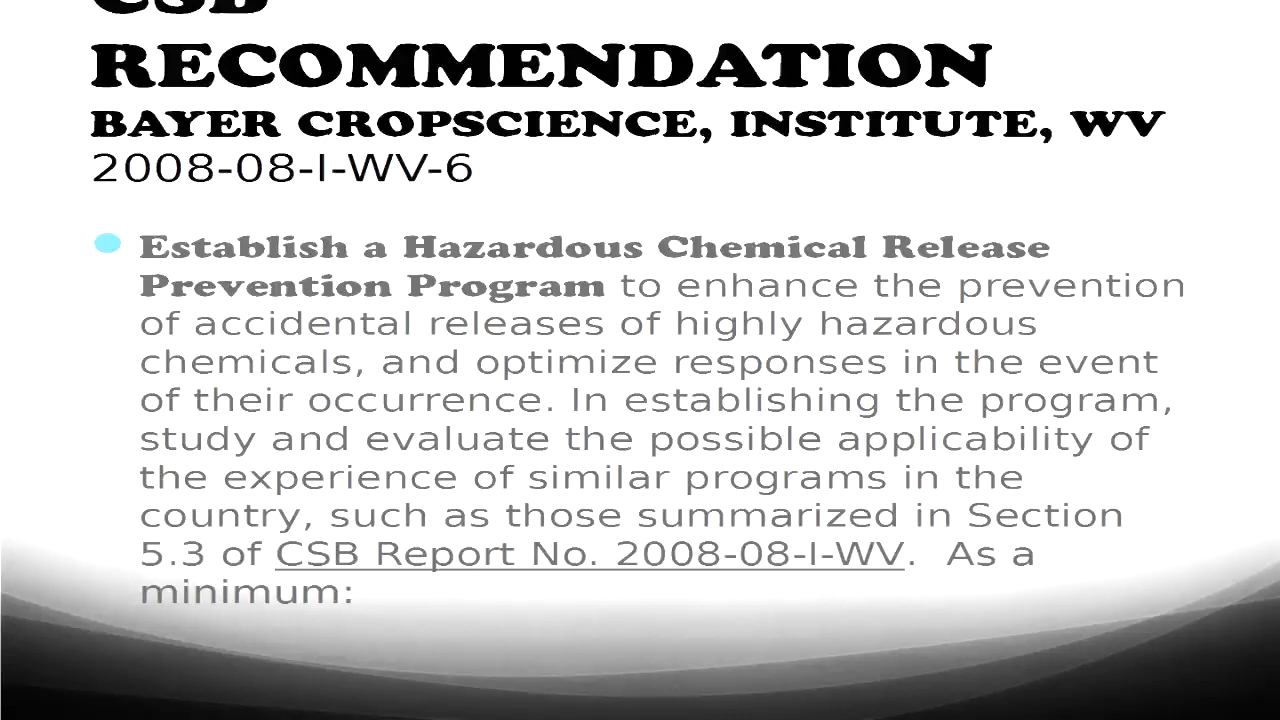 CSB
RECOMMENDATION
BAYER CROPSCIENCE, INSTITUTE, WV
2008-08-I-WV-6
Establish a Hazardous Chemical Release
Prevention Program to enhance the prevention
of accidental releases of highly hazardous
chemicals, and optimize responses in the event
of their occurrence. In establishing the program,
study and evaluate the possible applicability of
the experience of similar programs in the
country, such as those summarized in Section
5.3 of CSB Report No. 2008-08-I-WV.  As a
minimum: